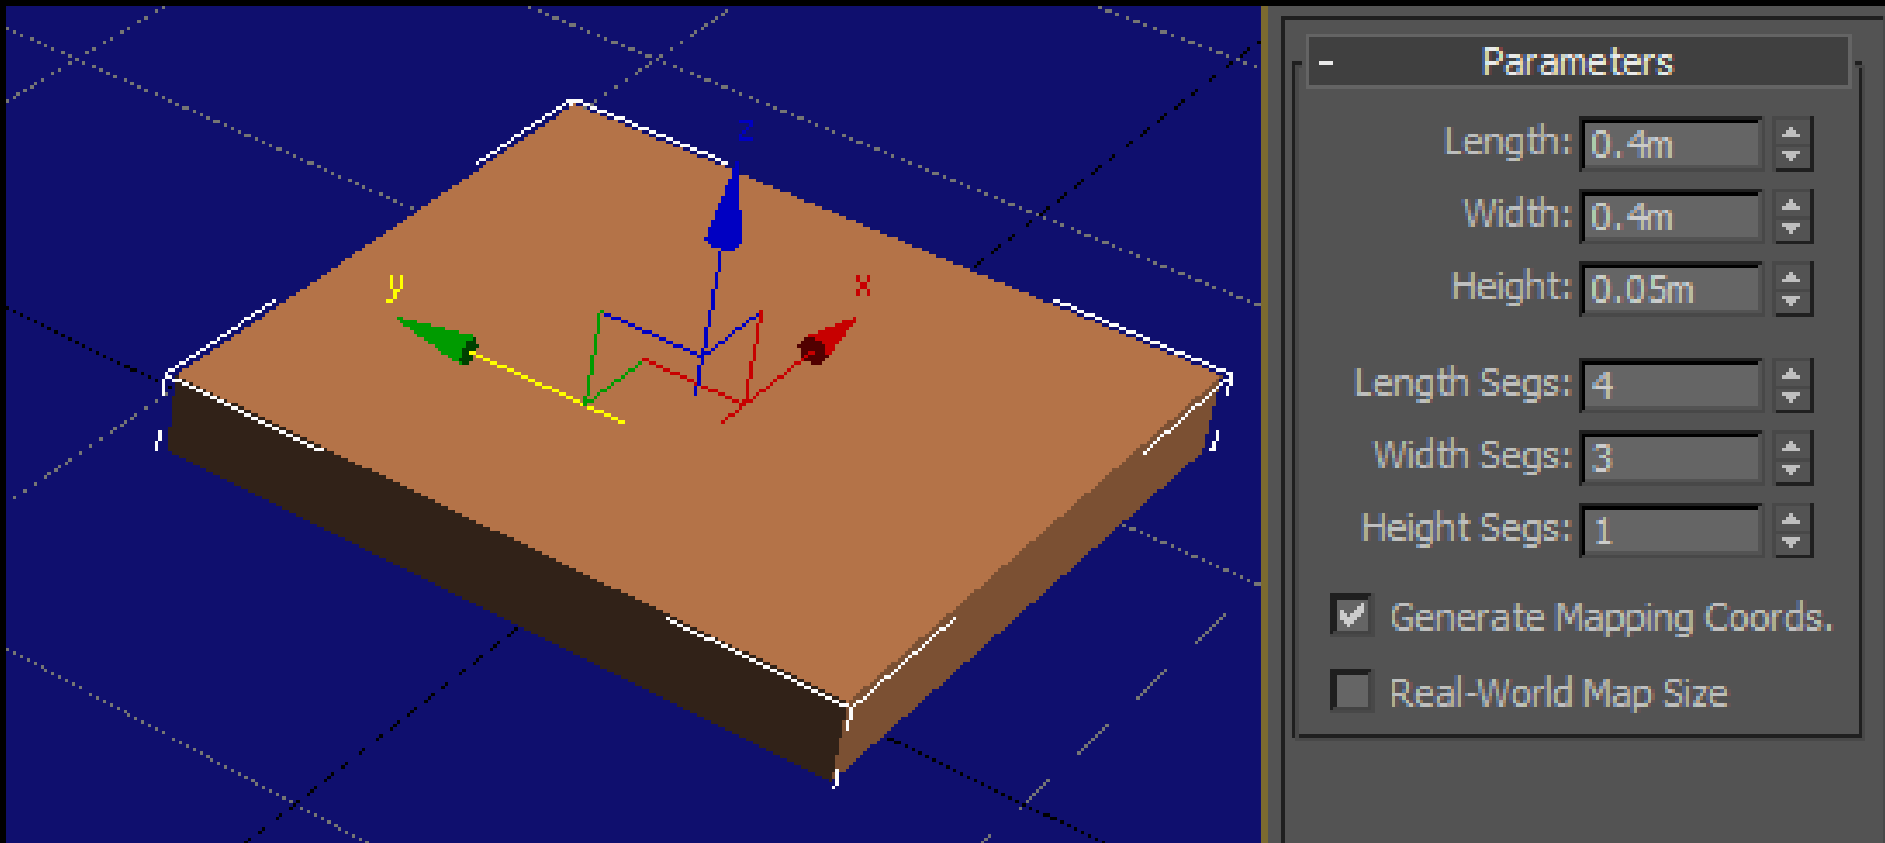 z
y
x
- Parameters
Length: 0.4m
Width: 0.4m
Height: 0.05m
Length Segs: 4
Width Segs: 3
Height Segs: 1
Generate Mapping Coords.
Real-World Map Size